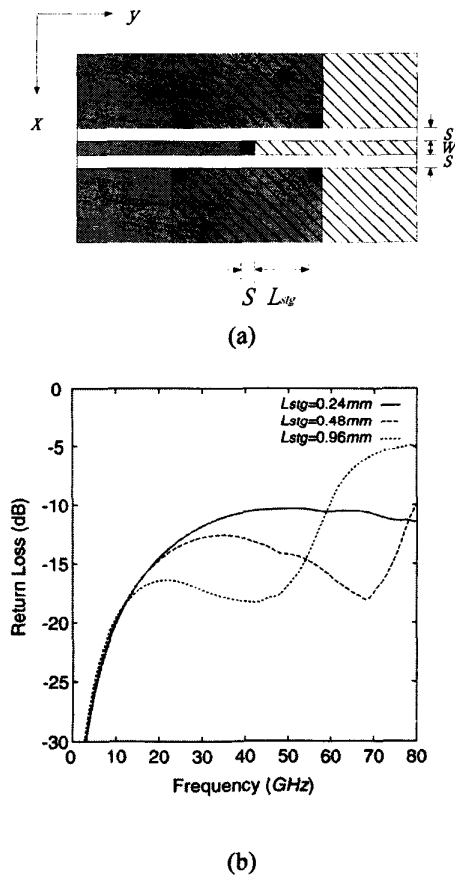 y
x
S
W
S
S Lstg
(a)
0
-5
-10
-15
-20
-25
-30
Return Loss (dB)
Lstg=0.24mm
Lstg=0.48mm
Lstg=0.96mm
0 10 20 30 40 50 60 70 80
Frequency (GHz)
(b)